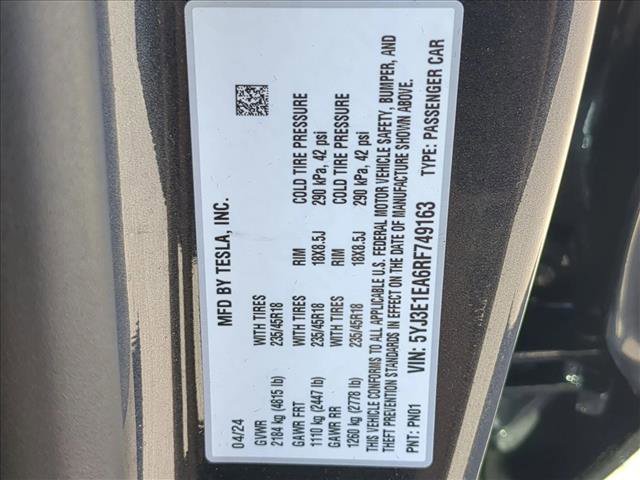 MFD BY TESLA, INC.
04/24
GVWR WITH TIRES
2184 kg (4815 lb) 235/45R18
GAWR FRT WITH TIRES RIM COLD TIRE PRESSURE
1110 kg (2447 lb) 235/45R18 18X8.5J 290 kPa, 42 psi
GAWR RR WITH TIRES RIM COLD TIRE PRESSURE
1260 kg (2778 lb) 235/45R18 18X8.5J 290 kPa, 42 psi
THIS VEHICLE CONFORMS TO ALL APPLICABLE U.S. FEDERAL MOTOR VEHICLE SAFETY, BUMPER, AND
THEFT PREVENTION STANDARDS IN EFFECT ON THE DATE OF MANUFACTURE SHOWN ABOVE.
PNT: PN01 VIN: 5YJ3E1EA6RF749163 TYPE: PASSENGER CAR